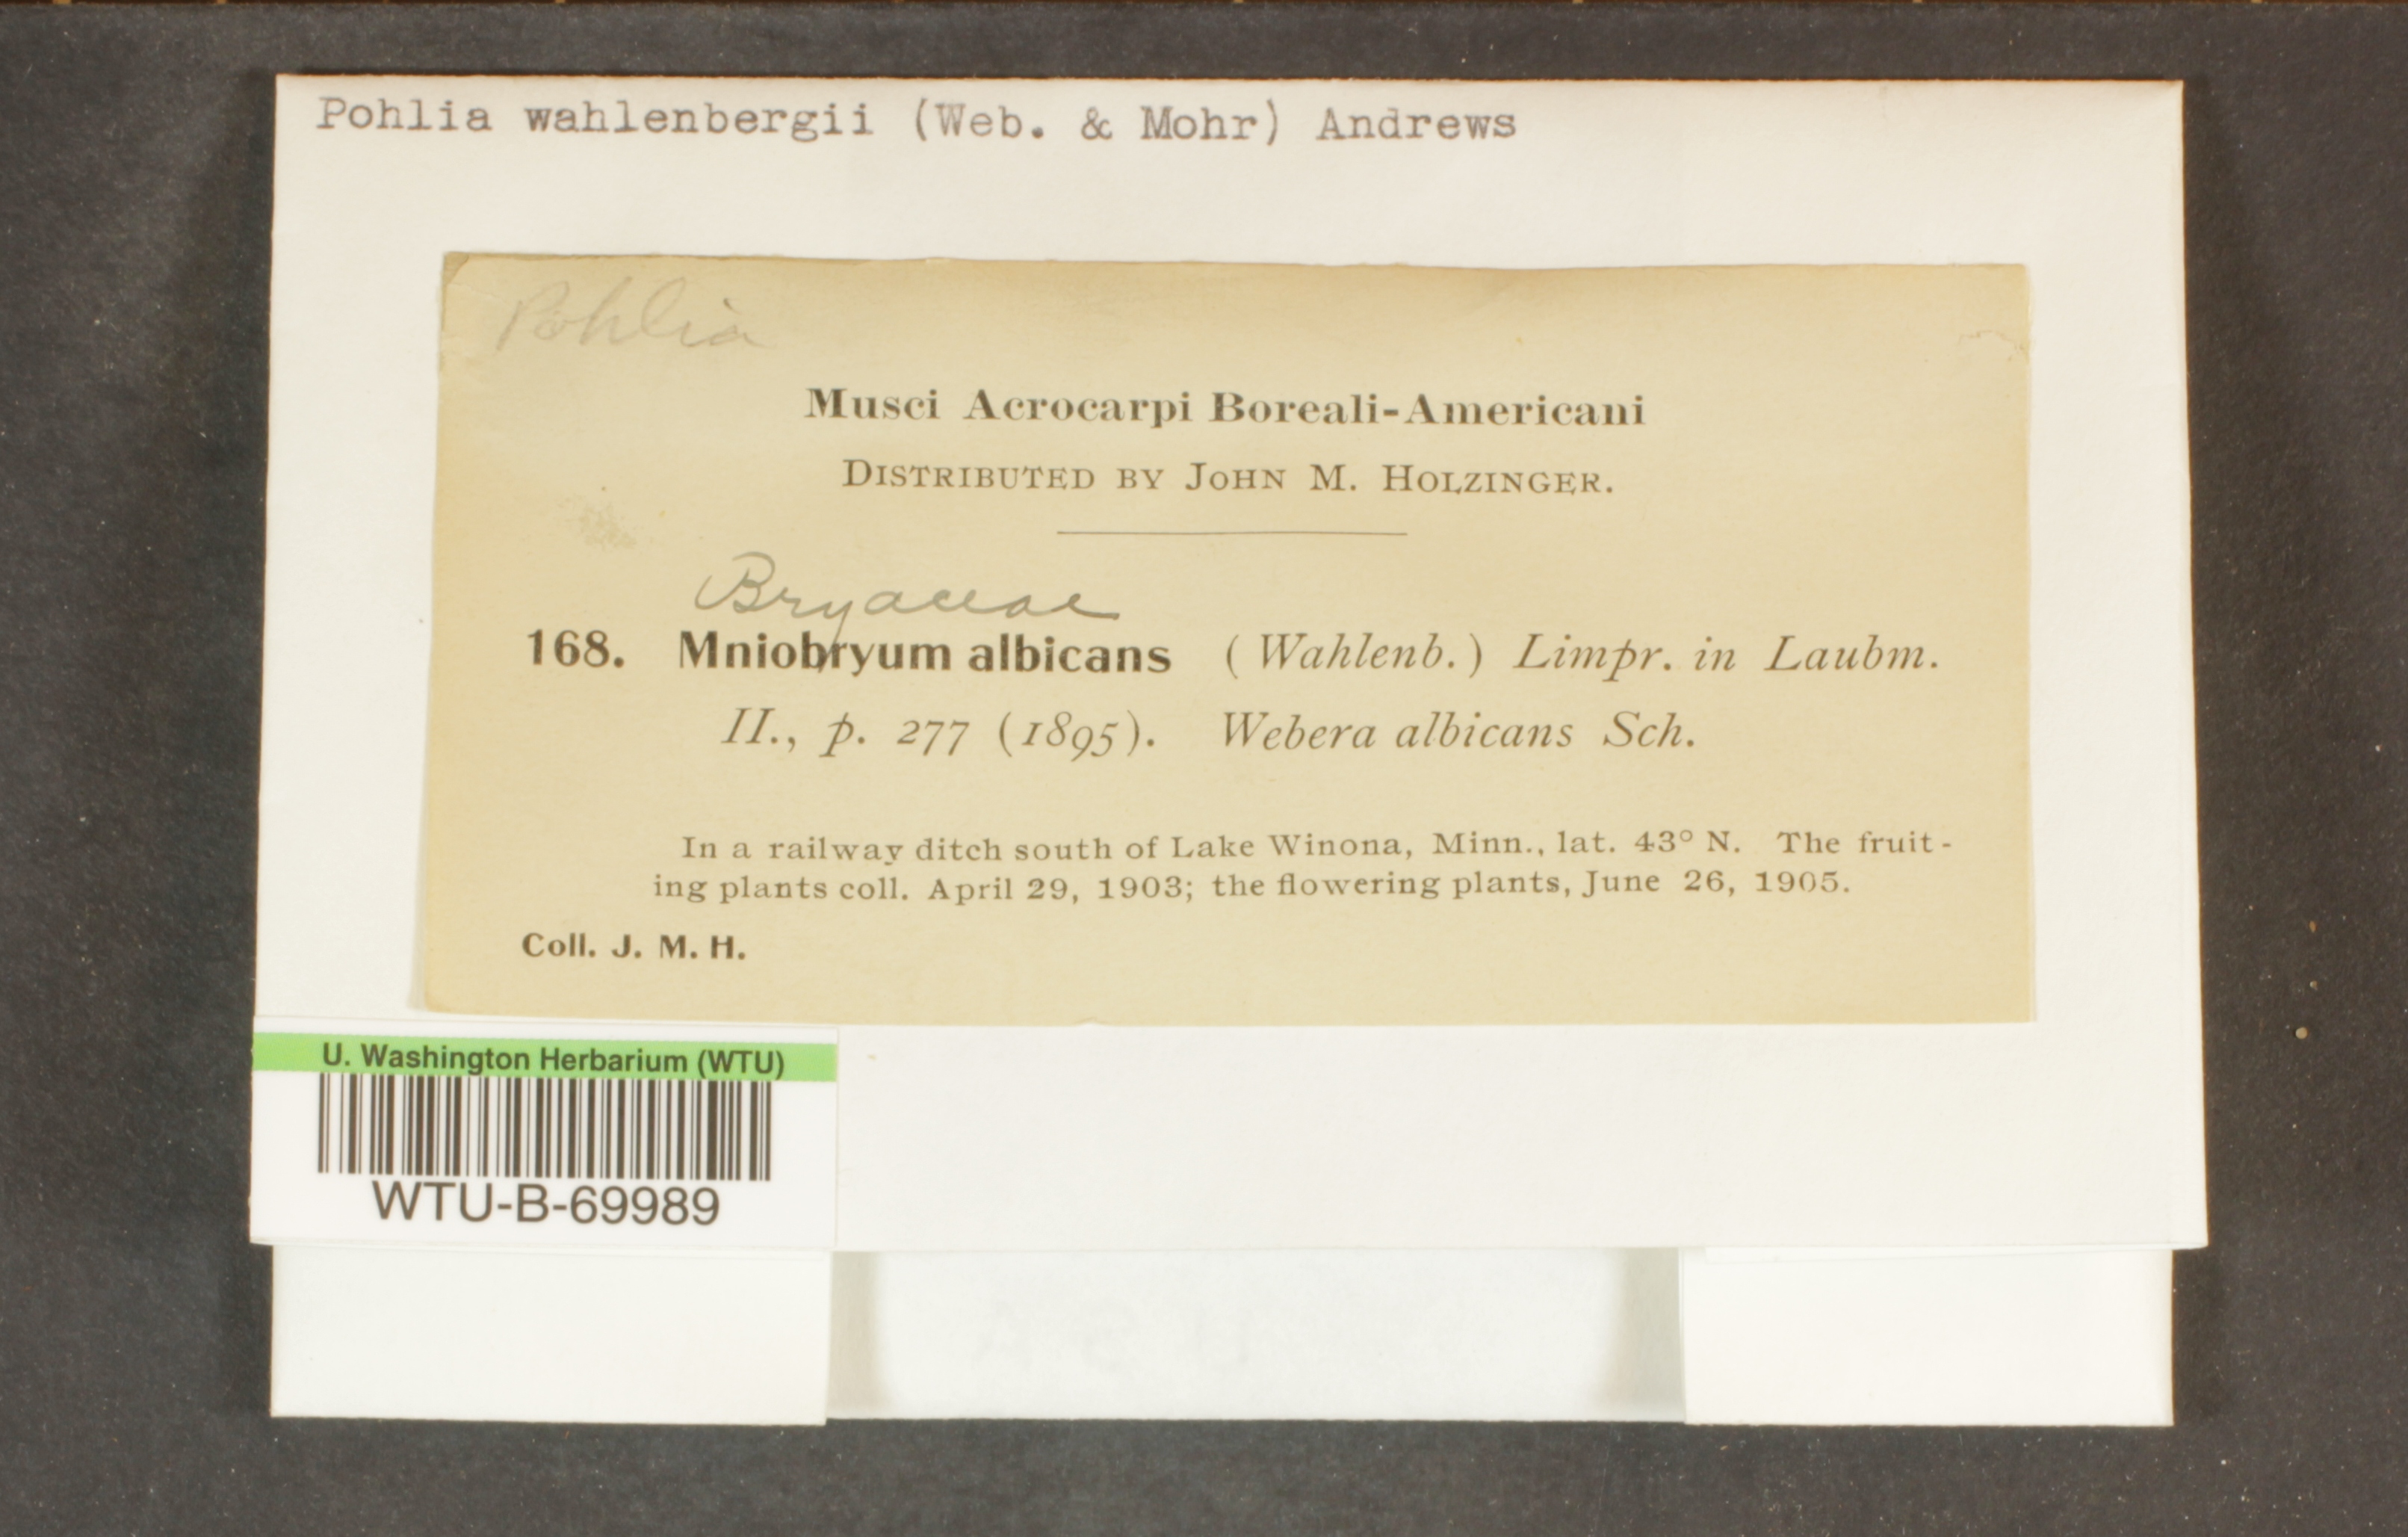 Pohlia wahlenbergii (Web. & Mohr) Andrews
Pohlia
Musci Acrocarpi Boreali-Americani
DISTRIBUTED BY JOHN M. HOLZINGER.
Bryaceae
168. Mniobryum albicans (Wahlenb.) Limpr. in Laubm.
II., p. 277 (1895). Webera albicans Sch.
In a railway ditch south of Lake Winona, Minn., lat. 43° N. The fruit-
ing plants coll. April 29, 1903; the flowering plants, June 26, 1905.
Coll. J. M. H.
U. Washington Herbarium (WTU)
WTU-B-69989